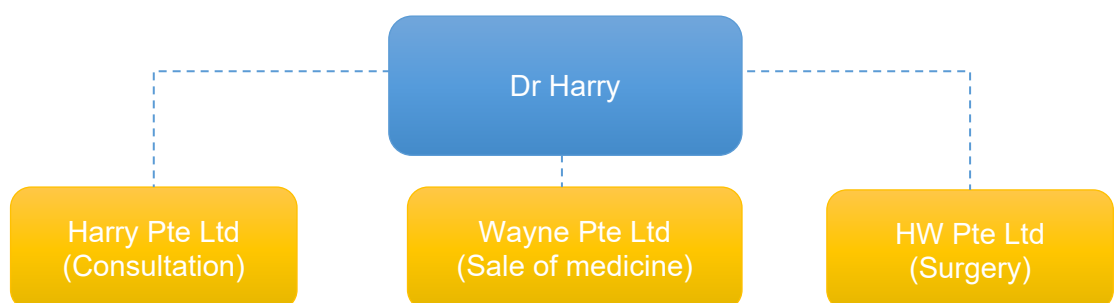 Dr Harry
Harry Pte Ltd
(Consultation)
Wayne Pte Ltd
(Sale of medicine)
HW Pte Ltd
(Surgery)